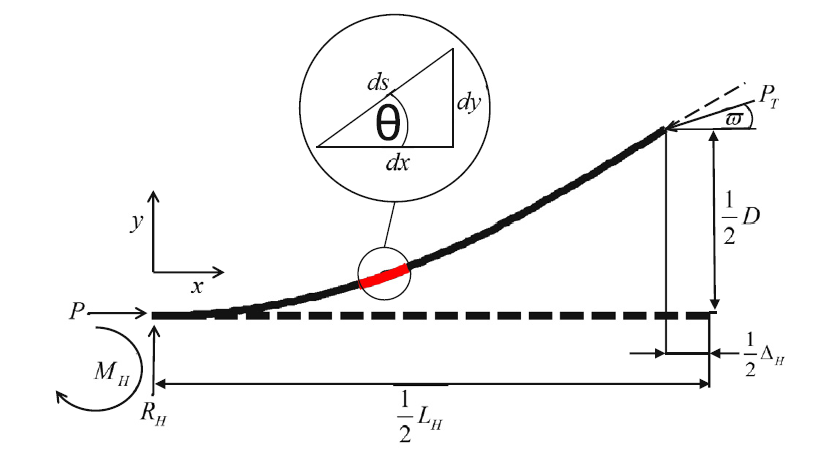 ds
θ
dy
dx
P_T
ϖ
1/2 D
y
x
P
M_H
R_H
1/2 Δ_H
1/2 L_H